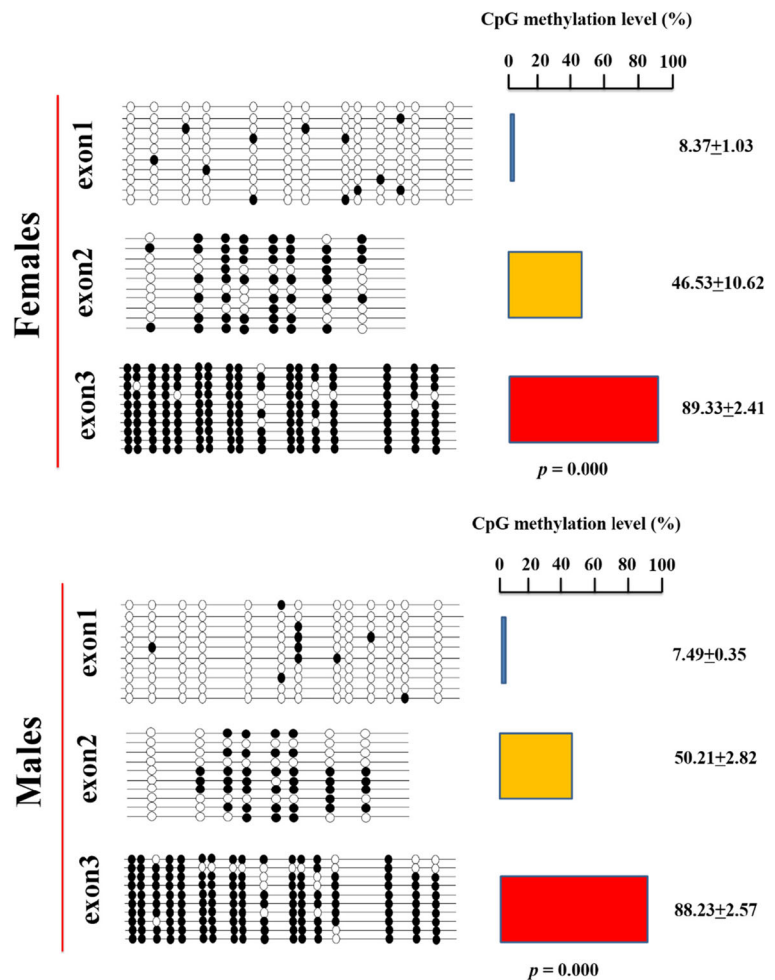 CpG methylation level (%)
0 20 40 60 80 100
Females
exon1
8.37±1.03
exon2
46.53±10.62
exon3
89.33±2.41
p = 0.000
CpG methylation level (%)
0 20 40 60 80 100
Males
exon1
7.49±0.35
exon2
50.21±2.82
exon3
88.23±2.57
p = 0.000